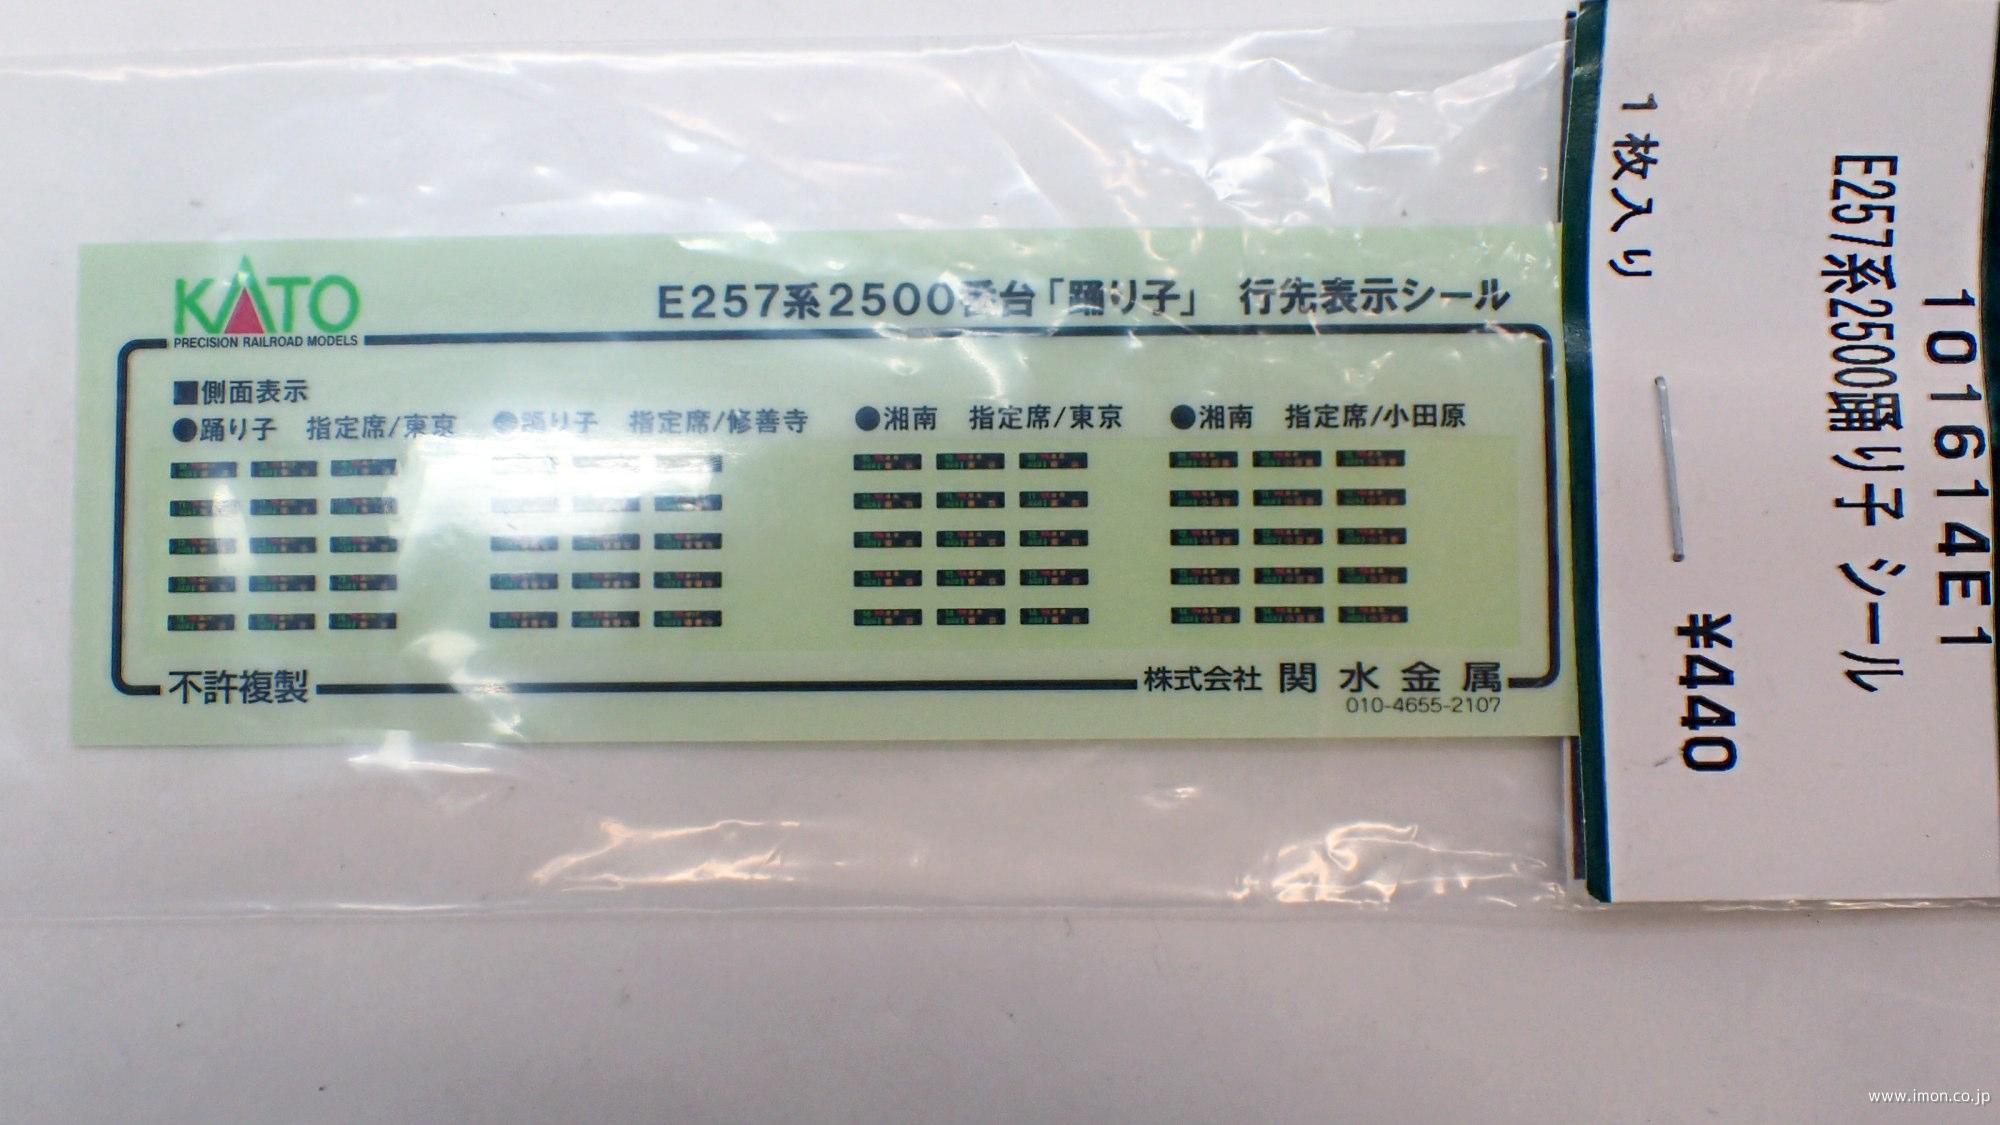 KATO
PRECISION RAILROAD MODELS
E257系2500番台「踊り子」 行先表示シール
■側面表示
●踊り子 指定席/東京
●踊り子 指定席/修善寺
●湘南 指定席/東京
●湘南 指定席/小田原
不許複製
株式会社 関水金属
010-4655-2107
101614E1
E257系2500踊り子 シール
1枚入り
¥440
www.imon.co.jp